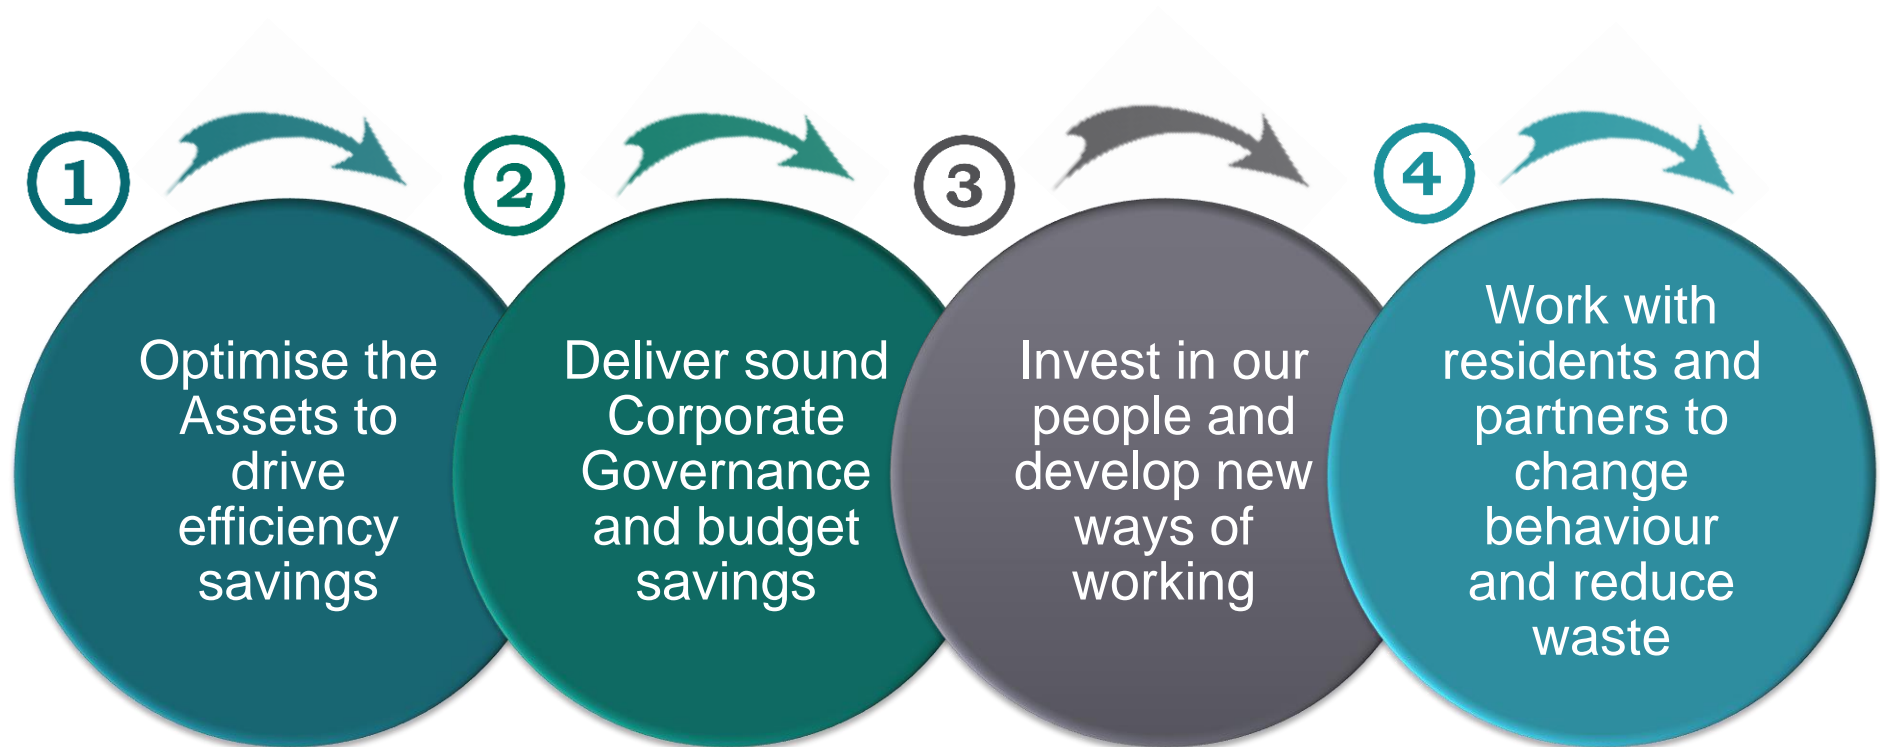 1
Optimise the
Assets to
drive
efficiency
savings
2
Deliver sound
Corporate
Governance
and budget
savings
3
Invest in our
people and
develop new
ways of
working
4
Work with
residents and
partners to
change
behaviour
and reduce
waste